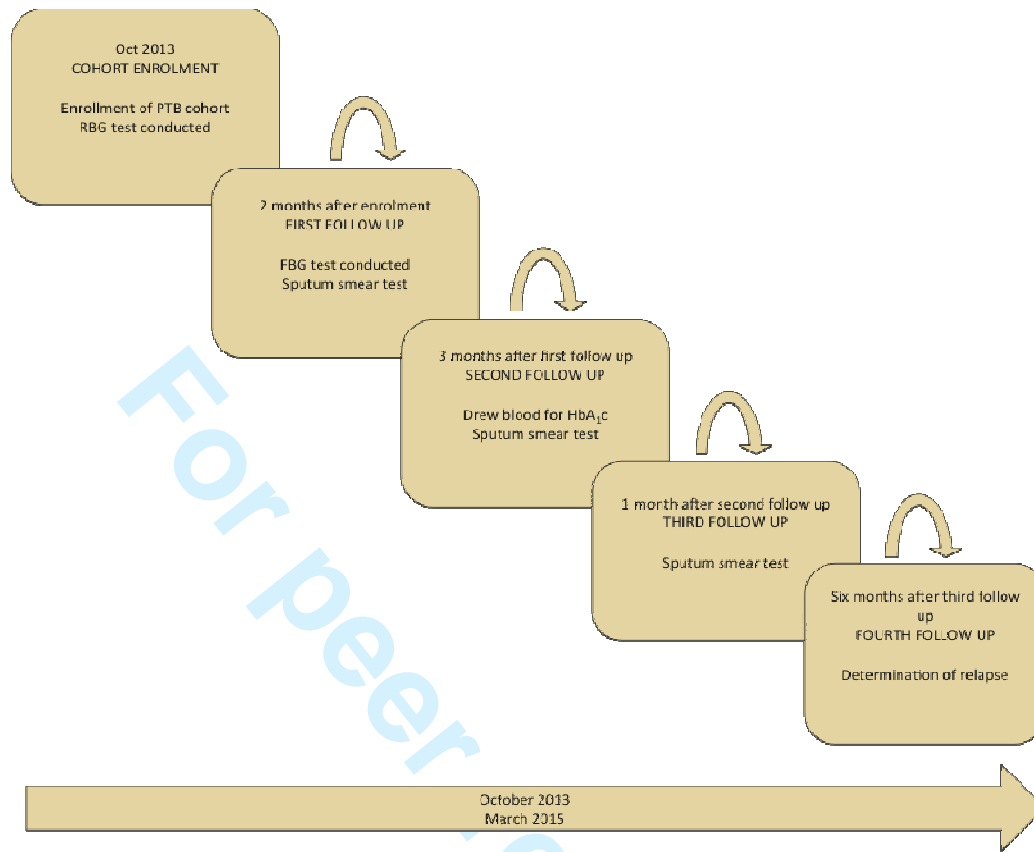 Oct 2013
COHORT ENROLMENT
Enrollment of PTB cohort
RBG test conducted
2 months after enrolment
FIRST FOLLOW UP
FBG test conducted
Sputum smear test
3 months after first follow up
SECOND FOLLOW UP
Drew blood for HbA₁c
Sputum smear test
1 month after second follow up
THIRD FOLLOW UP
Sputum smear test
Six months after third follow
up
FOURTH FOLLOW UP
Determination of relapse
October 2013
March 2015
For peer